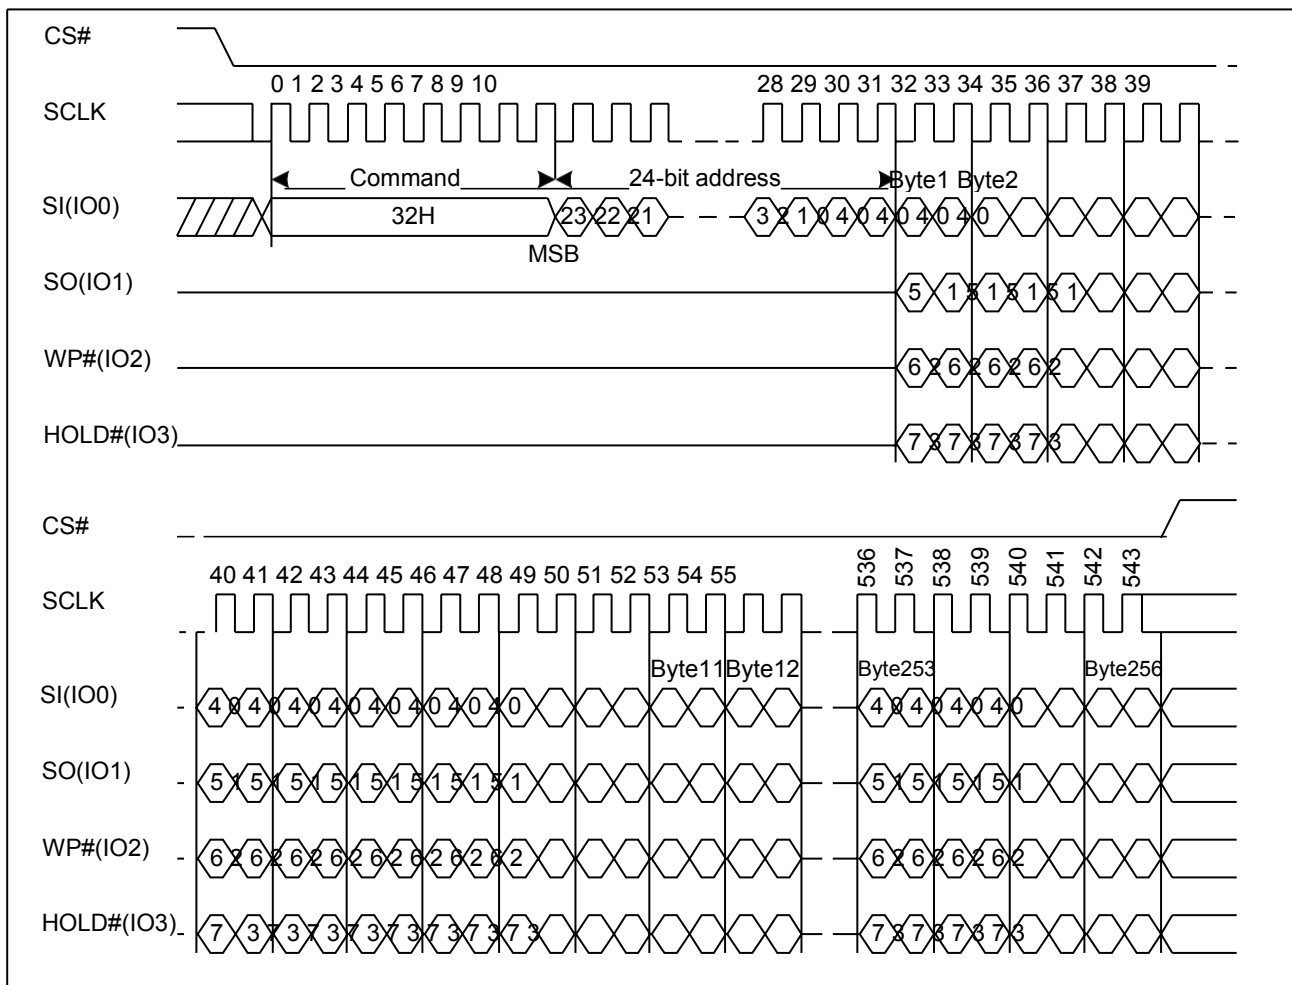 CS#
0 1 2 3 4 5 6 7 8 9 10 28 29 30 31 32 33 34 35 36 37 38 39
SCLK
Command 24-bit address Byte1 Byte2
SI(IO0) 32H 23 22 21 3 2 1 0 4 0 4 0 4 0 4 0
MSB
SO(IO1) 5 1 5 1 5 1 5 1
WP#(IO2) 6 2 6 2 6 2 6 2
HOLD#(IO3) 7 3 7 3 7 3 7 3
CS#
40 41 42 43 44 45 46 47 48 49 50 51 52 53 54 55 536 537 538 539 540 541 542 543
SCLK
Byte11 Byte12 Byte253 Byte256
SI(IO0) 4 0 4 0 4 0 4 0 4 0 4 0 4 0 4 0 4 0 4 0 4 0 4 0
SO(IO1) 5 1 5 1 5 1 5 1 5 1 5 1 5 1 5 1 5 1 5 1 5 1 5 1
WP#(IO2) 6 2 6 2 6 2 6 2 6 2 6 2 6 2 6 2 6 2 6 2 6 2 6 2
HOLD#(IO3) 7 3 7 3 7 3 7 3 7 3 7 3 7 3 7 3 7 3 7 3 7 3 7 3